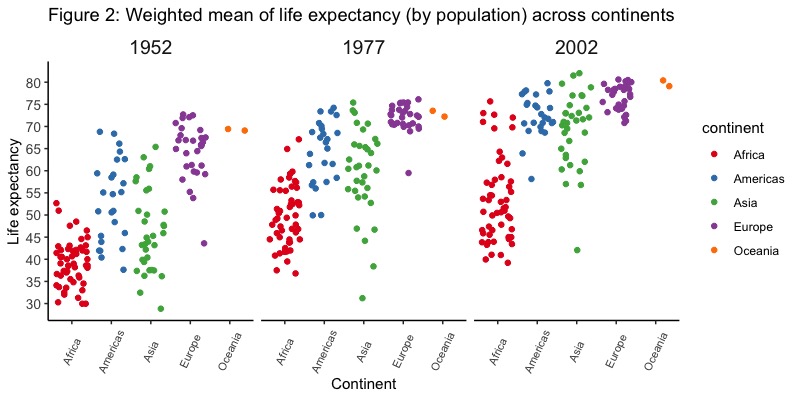 Figure 2: Weighted mean of life expectancy (by population) across continents
1952
1977
2002
Life expectancy
80
75
70
65
60
55
50
45
40
35
30
Africa
Americas
Asia
Europe
Oceania
Africa
Americas
Asia
Europe
Oceania
Africa
Americas
Asia
Europe
Oceania
Continent
continent
Africa
Americas
Asia
Europe
Oceania